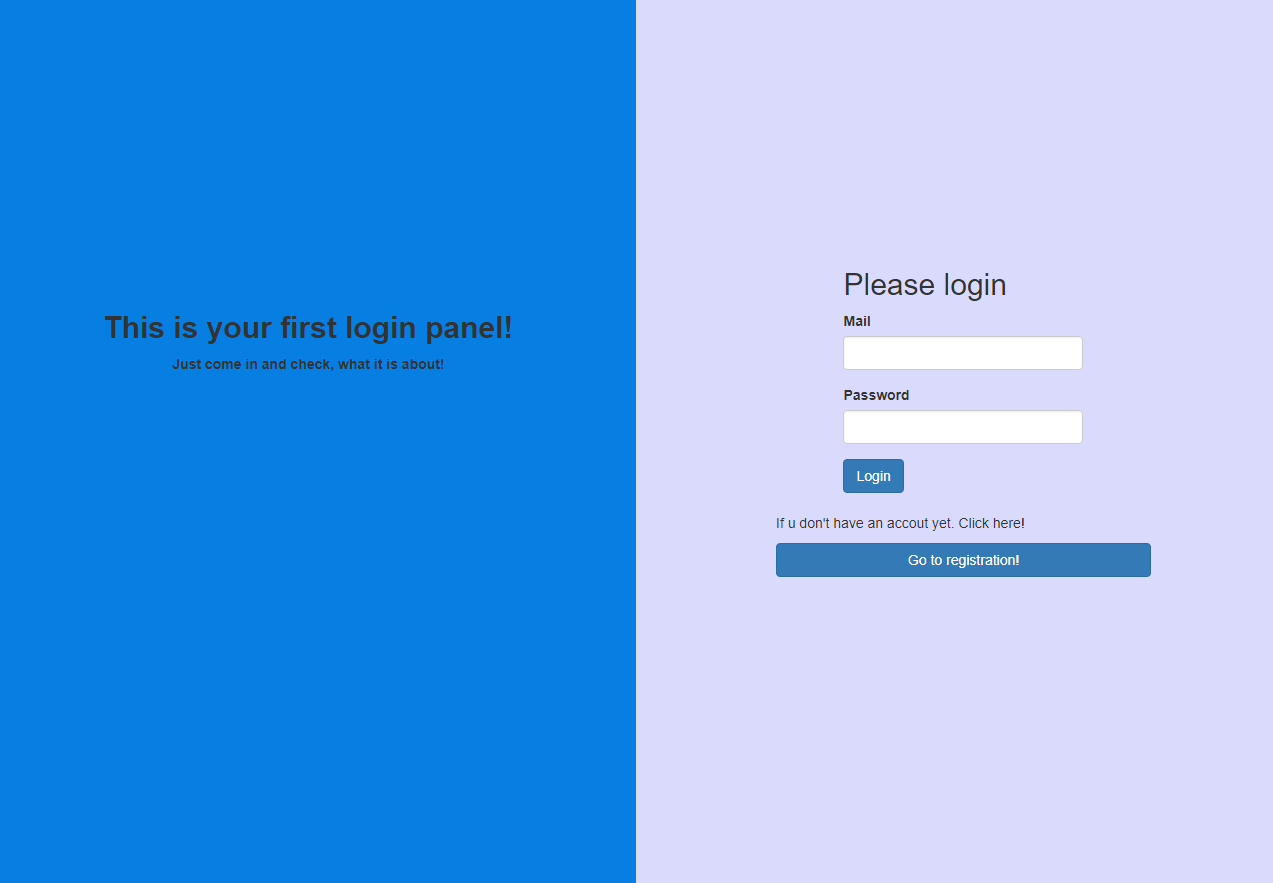 This is your first login panel!
Just come in and check, what it is about!
Please login
Mail
Password
Login
If u don't have an accout yet. Click here!
Go to registration!